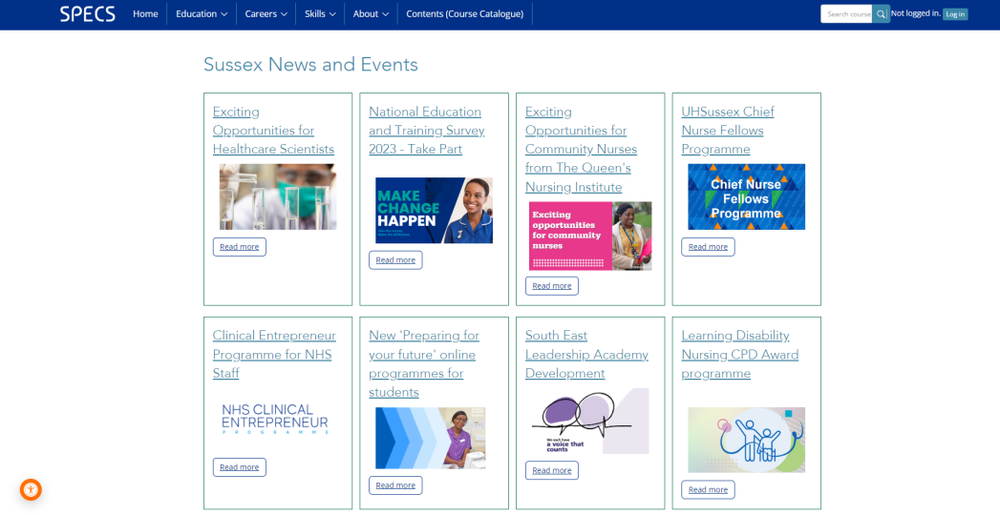 SPECS
Home
Education
Careers
Skills
About
Contents (Course Catalogue)
Search course
Not logged in.
Log in
Sussex News and Events
Exciting
Opportunities for
Healthcare Scientists
Read more
National Education
and Training Survey
2023 - Take Part
MAKE
CHANGE
HAPPEN
Read more
Exciting
Opportunities for
Community Nurses
from The Queen's
Nursing Institute
Exciting
opportunities
for community
nurses
Read more
UHSussex Chief
Nurse Fellows
Programme
Chief Nurse
Fellows
Programme
Read more
Clinical Entrepreneur
Programme for NHS
Staff
NHS CLINICAL
ENTREPRENEUR
PROGRAMME
Read more
New 'Preparing for
your future' online
programmes for
students
Read more
South East
Leadership Academy
Development
We each have
a voice that
counts
Read more
Learning Disability
Nursing CPD Award
programme
Read more